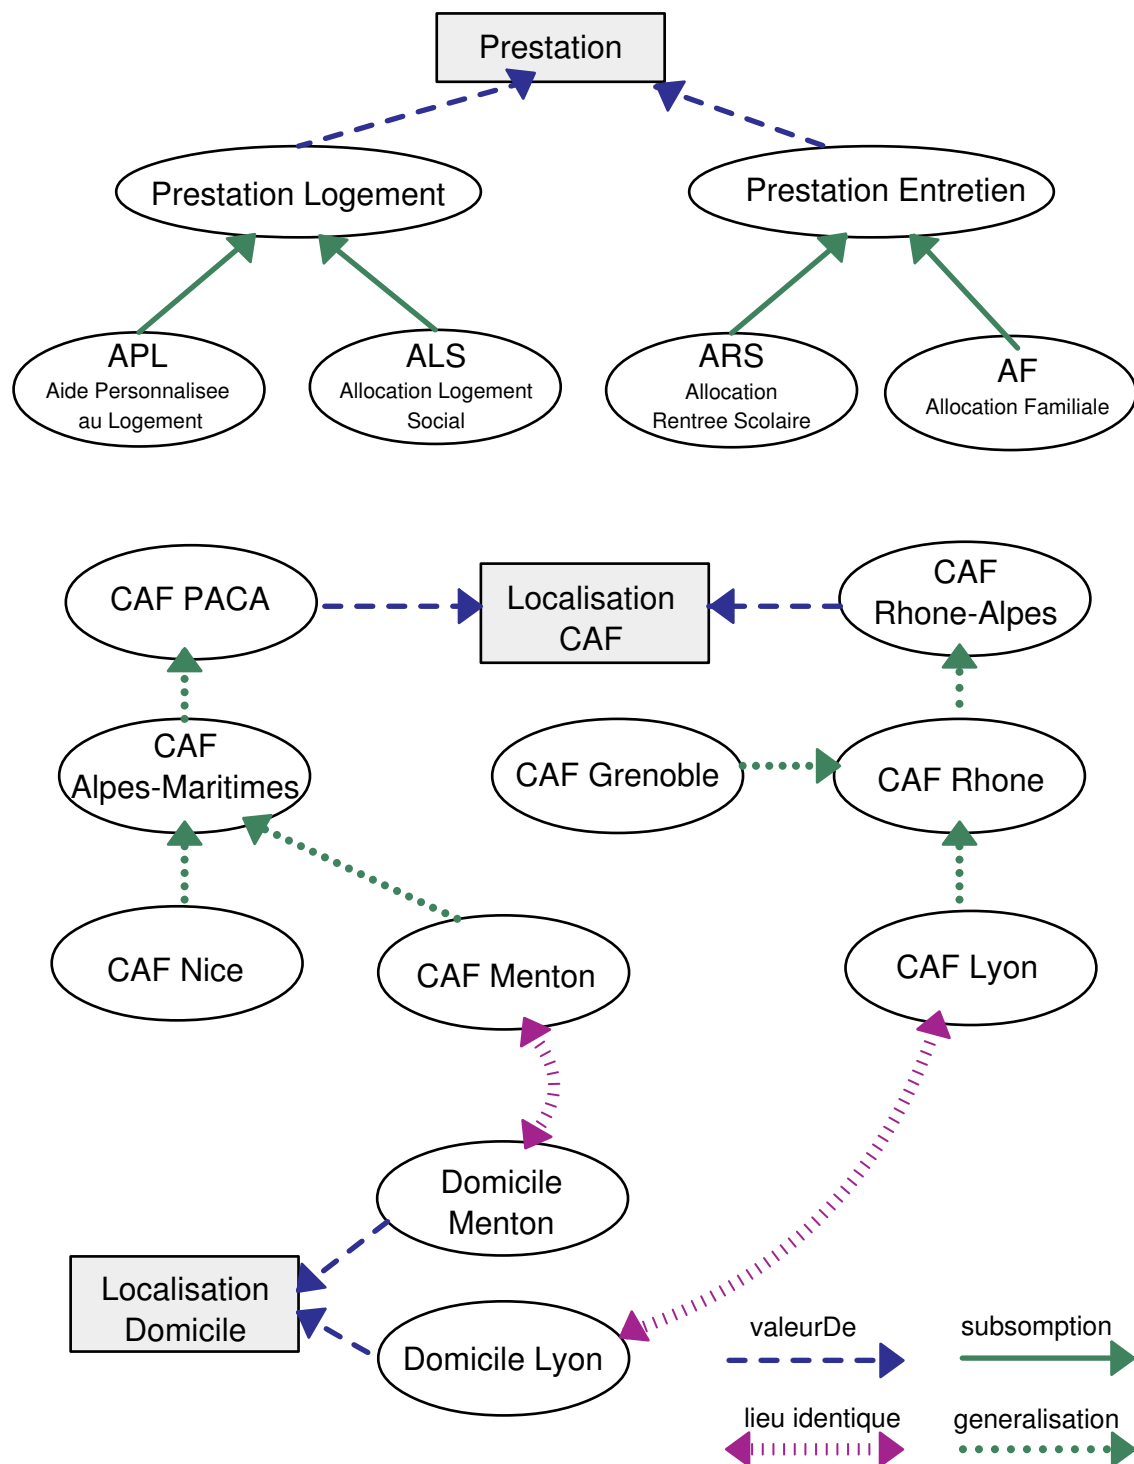 Prestation
Prestation Logement
Prestation Entretien
APL
Aide Personnalisee
au Logement
ALS
Allocation Logement
Social
ARS
Allocation
Rentree Scolaire
AF
Allocation Familiale
CAF PACA
Localisation
CAF
CAF
Rhone-Alpes
CAF
Alpes-Maritimes
CAF Grenoble
CAF Rhone
CAF Nice
CAF Menton
CAF Lyon
Domicile
Menton
Localisation
Domicile
Domicile Lyon
valeurDe
subsomption
lieu identique
generalisation